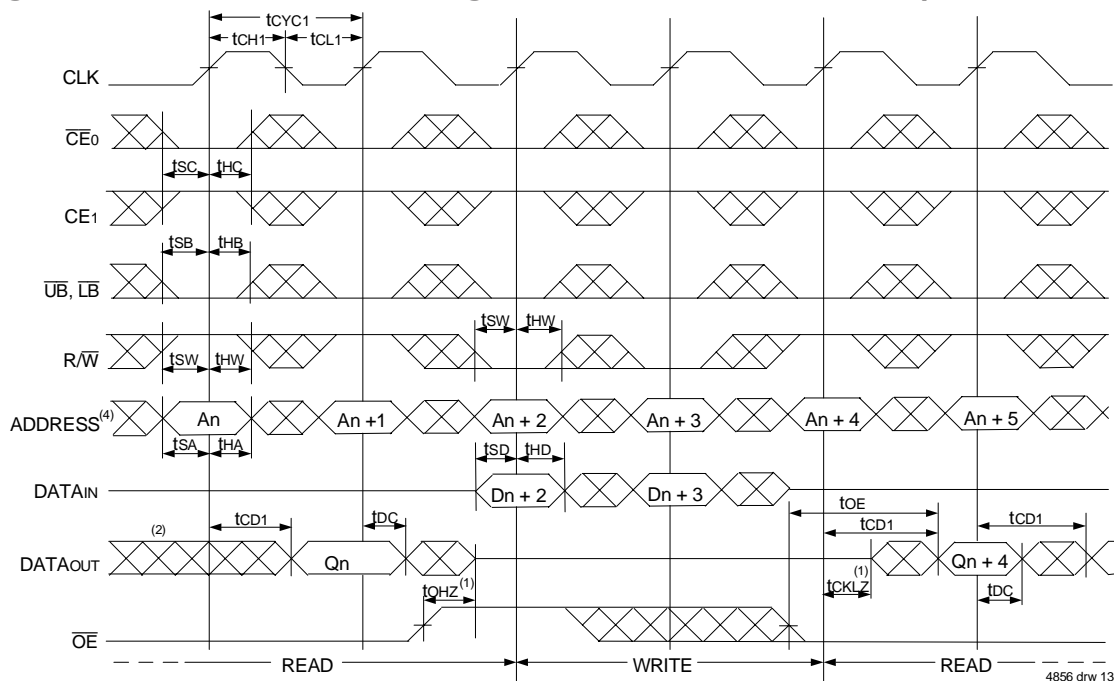 tCYC1
tCH1 tCL1
CLK
CE0
tSC tHC
CE1
tSB tHB
UB, LB
tSW tHW
R/W
tSW tHW
ADDRESS(4) An An +1 An + 2 An + 3 An + 4 An + 5
tSA tHA tSD tHD
DATAIN Dn + 2 Dn + 3
tOE
(2) tCD1 tDC tCD1 tCD1
DATAOUT Qn Qn + 4
tOHZ(1) tCKLZ(1) tDC
OE
READ WRITE READ
4856 drw 13